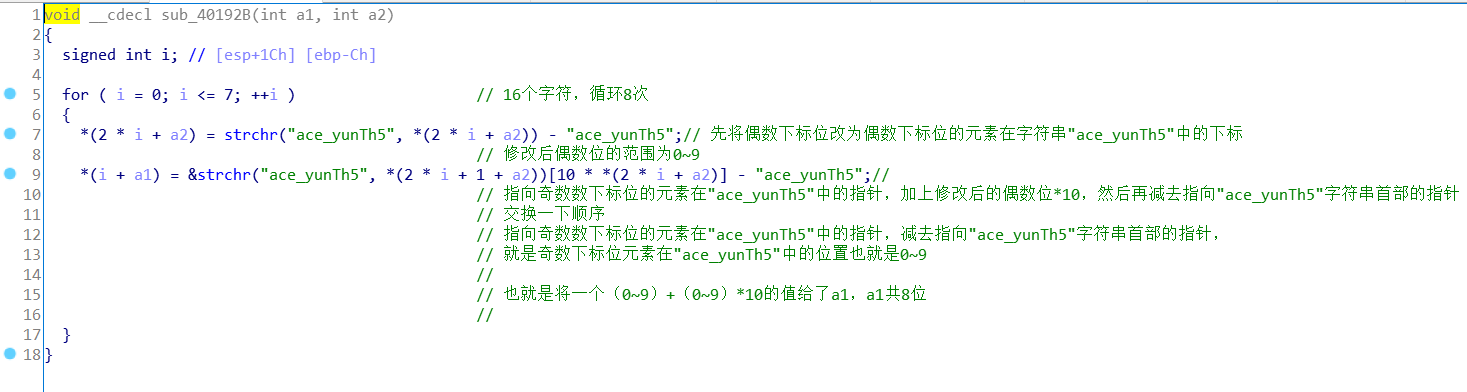 1 void __cdecl sub_40192B(int a1, int a2)
2 {
3 signed int i; // [esp+1Ch] [ebp-Ch]
4
5 for ( i = 0; i <= 7; ++i ) // 16个字符，循环8次
6 {
7 *(2 * i + a2) = strchr("ace_yunTh5", *(2 * i + a2)) - "ace_yunTh5";// 先将偶数下标位改为偶数下标位的元素在字符串"ace_yunTh5"中的下标
8 // 修改后偶数位的范围为0~9
9 *(i + a1) = &strchr("ace_yunTh5", *(2 * i + 1 + a2))[10 * *(2 * i + a2)] - "ace_yunTh5";//
10 // 指向奇数数下标位的元素在"ace_yunTh5"中的指针，加上修改后的偶数位*10，然后再减去指向"ace_yunTh5"字符串首部的指针
11 // 交换一下顺序
12 // 指向奇数数下标位的元素在"ace_yunTh5"中的指针，减去指向"ace_yunTh5"字符串首部的指针，
13 // 就是奇数下标位元素在"ace_yunTh5"中的位置也就是0~9
14 //
15 // 也就是将一个（0~9）+（0~9）*10的值给了a1，a1共8位
16 //
17 }
18 }